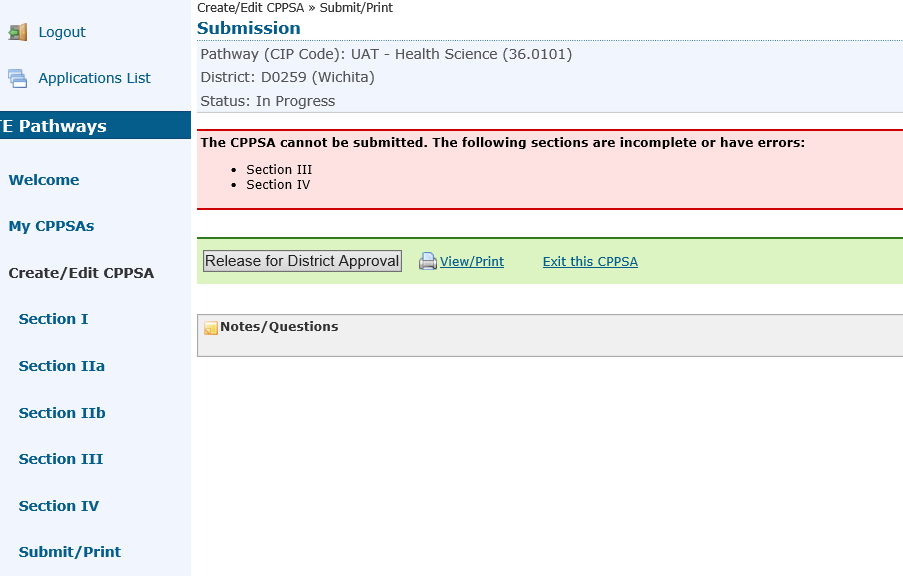 Logout
Applications List
TE Pathways
Welcome
My CPPSAs
Create/Edit CPPSA
Section I
Section IIa
Section IIb
Section III
Section IV
Submit/Print
Create/Edit CPPSA » Submit/Print
Submission
Pathway (CIP Code): UAT - Health Science (36.0101)
District: D0259 (Wichita)
Status: In Progress
The CPPSA cannot be submitted. The following sections are incomplete or have errors:
• Section III
• Section IV
Release for District Approval View/Print Exit this CPPSA
Notes/Questions